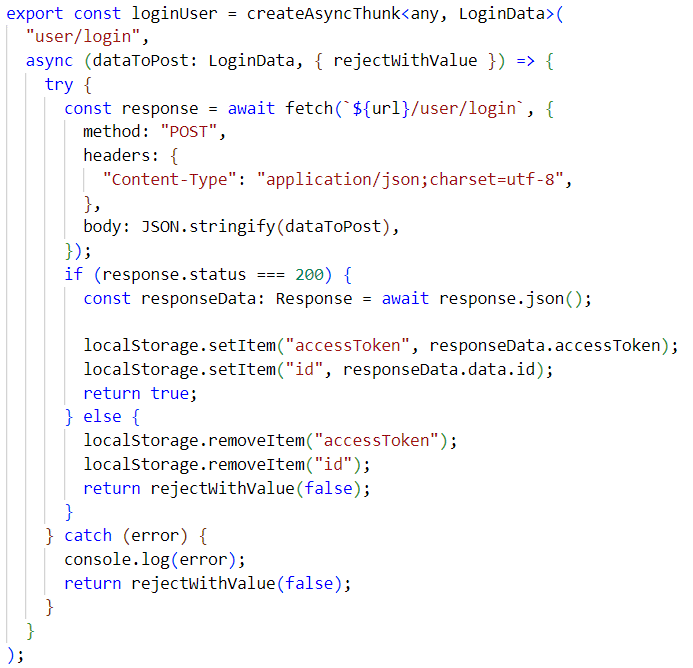 export const loginUser = createAsyncThunk<any, LoginData>(
  "user/login",
  async (dataToPost: LoginData, { rejectWithValue }) => {
    try {
      const response = await fetch(`${url}/user/login`, {
        method: "POST",
        headers: {
          "Content-Type": "application/json;charset=utf-8",
        },
        body: JSON.stringify(dataToPost),
      });
      if (response.status === 200) {
        const responseData: Response = await response.json();

        localStorage.setItem("accessToken", responseData.accessToken);
        localStorage.setItem("id", responseData.data.id);
        return true;
      } else {
        localStorage.removeItem("accessToken");
        localStorage.removeItem("id");
        return rejectWithValue(false);
      }
    } catch (error) {
      console.log(error);
      return rejectWithValue(false);
    }
  }
);